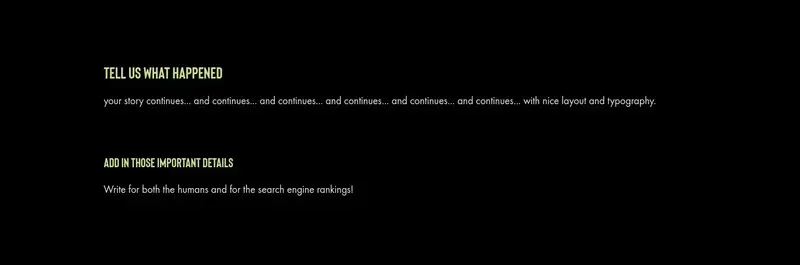 TELL US WHAT HAPPENED
your story continues... and continues... and continues... and continues... and continues... and continues... with nice layout and typography.
ADD IN THOSE IMPORTANT DETAILS
Write for both the humans and for the search engine rankings!